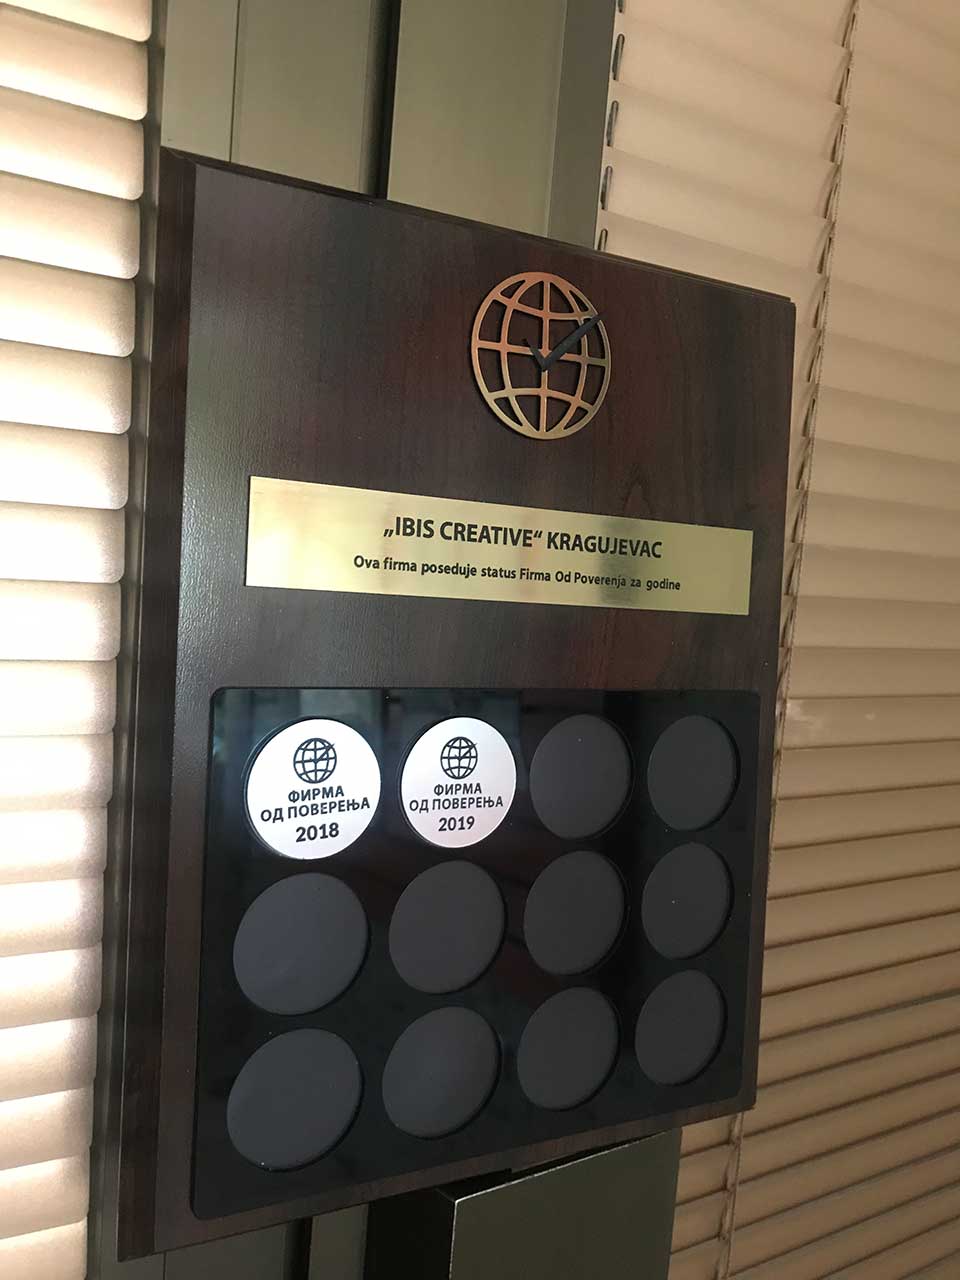 „IBIS CREATIVE“ KRAGUJEVAC
Ova firma poseduje status Firma Od Poverenja za godine
ФИРМА
ОД ПОВЕРЕЊА
2018
ФИРМА
ОД ПОВЕРЕЊА
2019